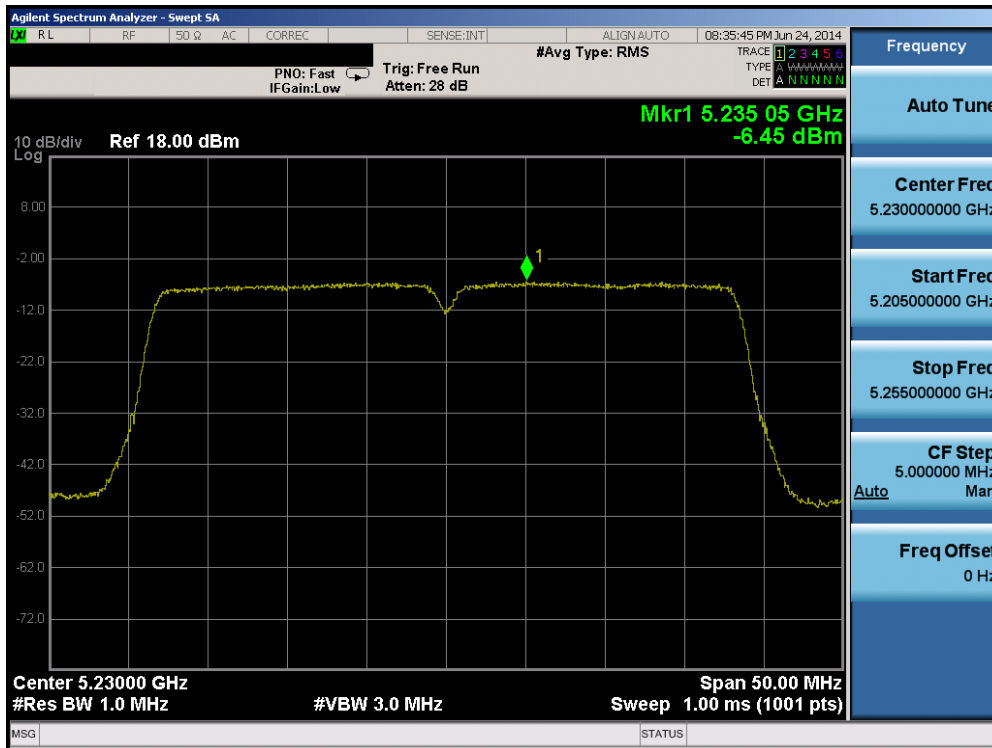 Agilent Spectrum Analyzer - Swept SA
LXI RL RF 50 Ω AC CORREC SENSE:INT ALIGN AUTO 08:35:45 PM Jun 24, 2014
#Avg Type: RMS
TRACE 1 2 3 4 5 6
TYPE A WWWWW
DET A N N N N N
PNO: Fast Trig: Free Run
IFGain:Low Atten: 28 dB
Mkr1 5.235 05 GHz
-6.45 dBm
10 dB/div Ref 18.00 dBm
Log
8.00
-2.00
1
-12.0
-22.0
-32.0
-42.0
-52.0
-62.0
-72.0
Center 5.23000 GHz Span 50.00 MHz
#Res BW 1.0 MHz #VBW 3.0 MHz Sweep 1.00 ms (1001 pts)
MSG STATUS
Frequency
Auto Tune
Center Freq
5.230000000 GHz
Start Freq
5.205000000 GHz
Stop Freq
5.255000000 GHz
CF Step
5.000000 MHz
Auto Man
Freq Offset
0 Hz